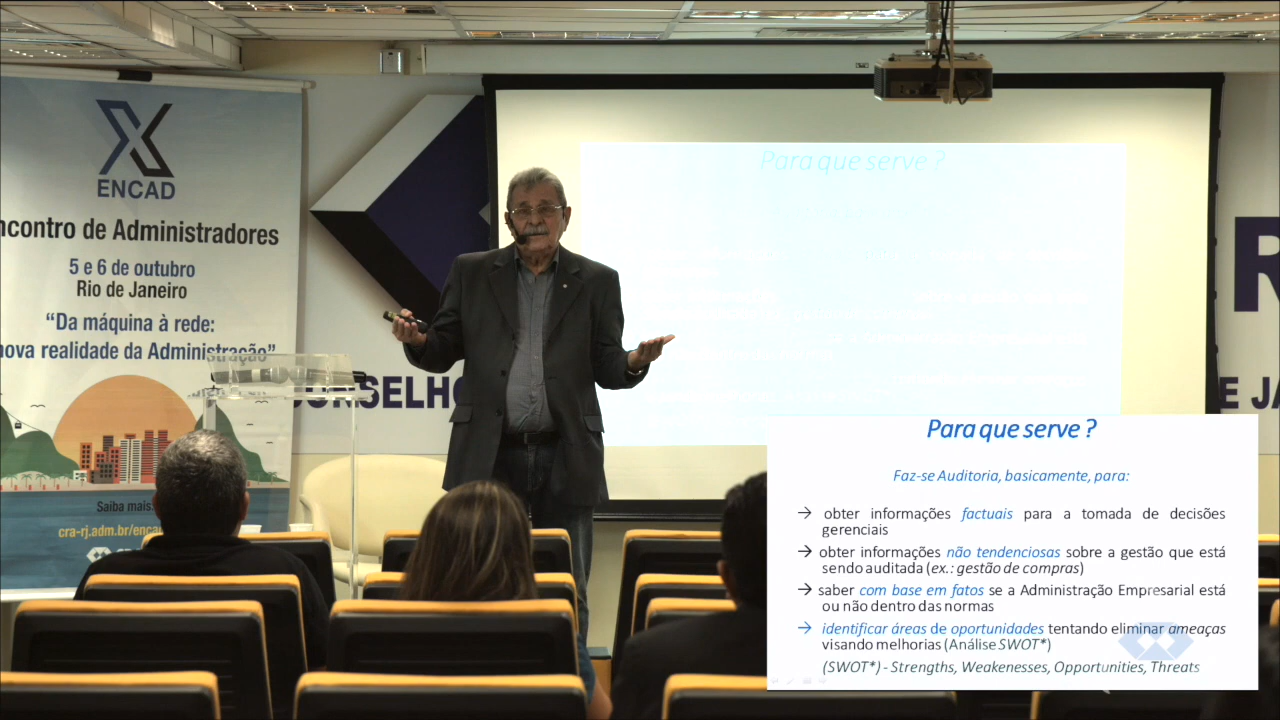 ENCAD
ncontro de Administradores
5 e 6 de outubro
Rio de Janeiro
“Da máquina à rede:
nova realidade da Administração”
Saiba mais:
cra-rj.adm.br/encad
Para que serve ?
R
ONSELHO
E JA
Para que serve ?
Faz-se Auditoria, basicamente, para:
→ obter informações factuais para a tomada de decisões
gerenciais
→ obter informações não tendenciosas sobre a gestão que está
sendo auditada (ex.: gestão de compras)
→ saber com base em fatos se a Administração Empresarial está
ou não dentro das normas
→ identificar áreas de oportunidades tentando eliminar ameaças
visando melhorias (Análise SWOT*)
(SWOT*) - Strengths, Weakenesses, Opportunities, Threats